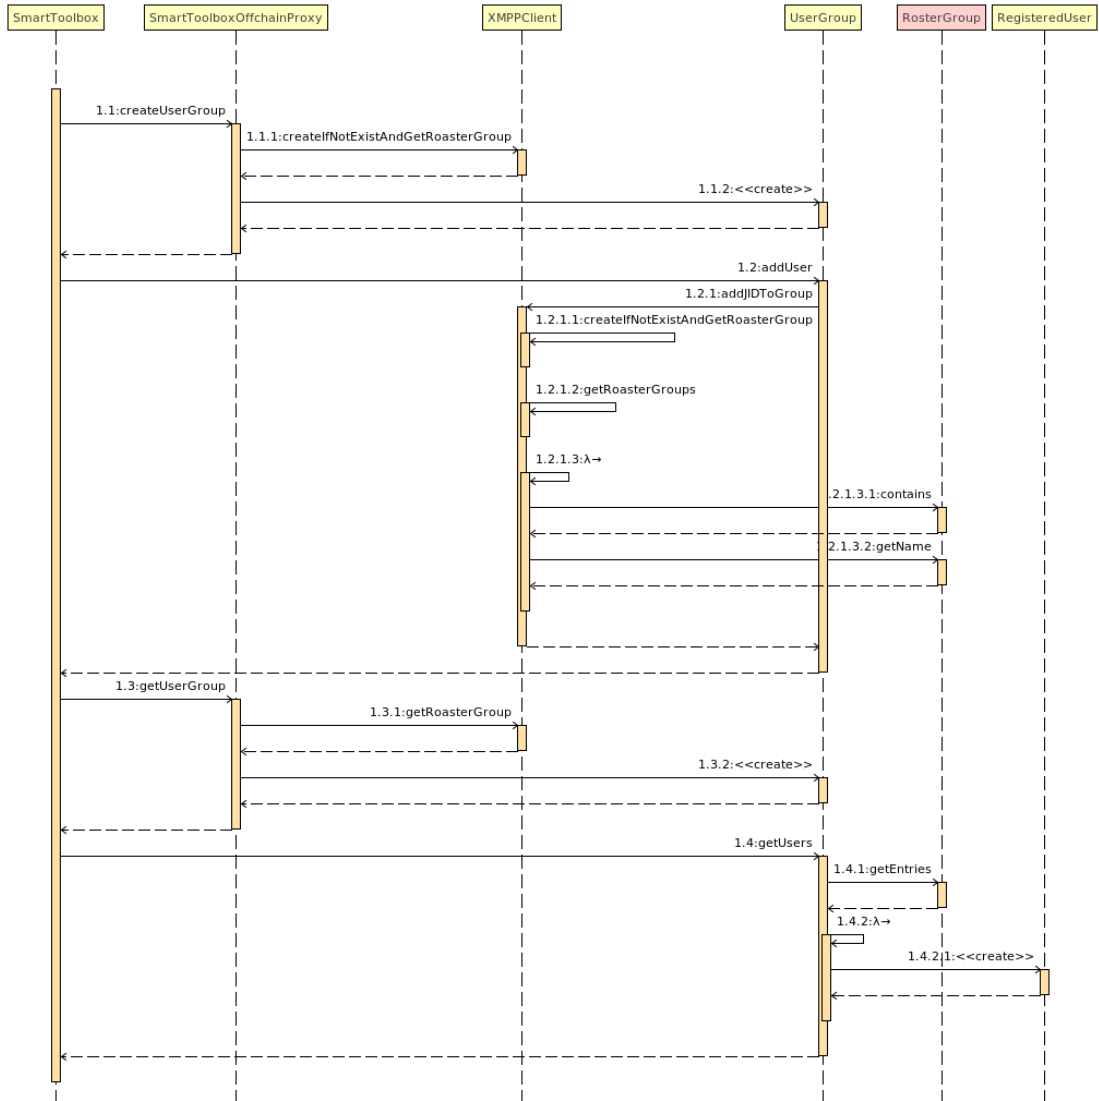 SmartToolbox
SmartToolboxOffchainProxy
XMPPClient
UserGroup
RosterGroup
RegisteredUser
1.1:createUserGroup
1.1.1:createIfNotExistAndGetRoasterGroup
1.1.2:<<create>>
1.2:addUser
1.2.1:addJIDToGroup
1.2.1.1:createIfNotExistAndGetRoasterGroup
1.2.1.2:getRoasterGroups
1.2.1.3:λ→
.2.1.3.1:contains
1.2.1.3.2:getName
1.3:getUserGroup
1.3.1:getRoasterGroup
1.3.2:<<create>>
1.4:getUsers
1.4.1:getEntries
1.4.2:λ→
1.4.2.1:<<create>>